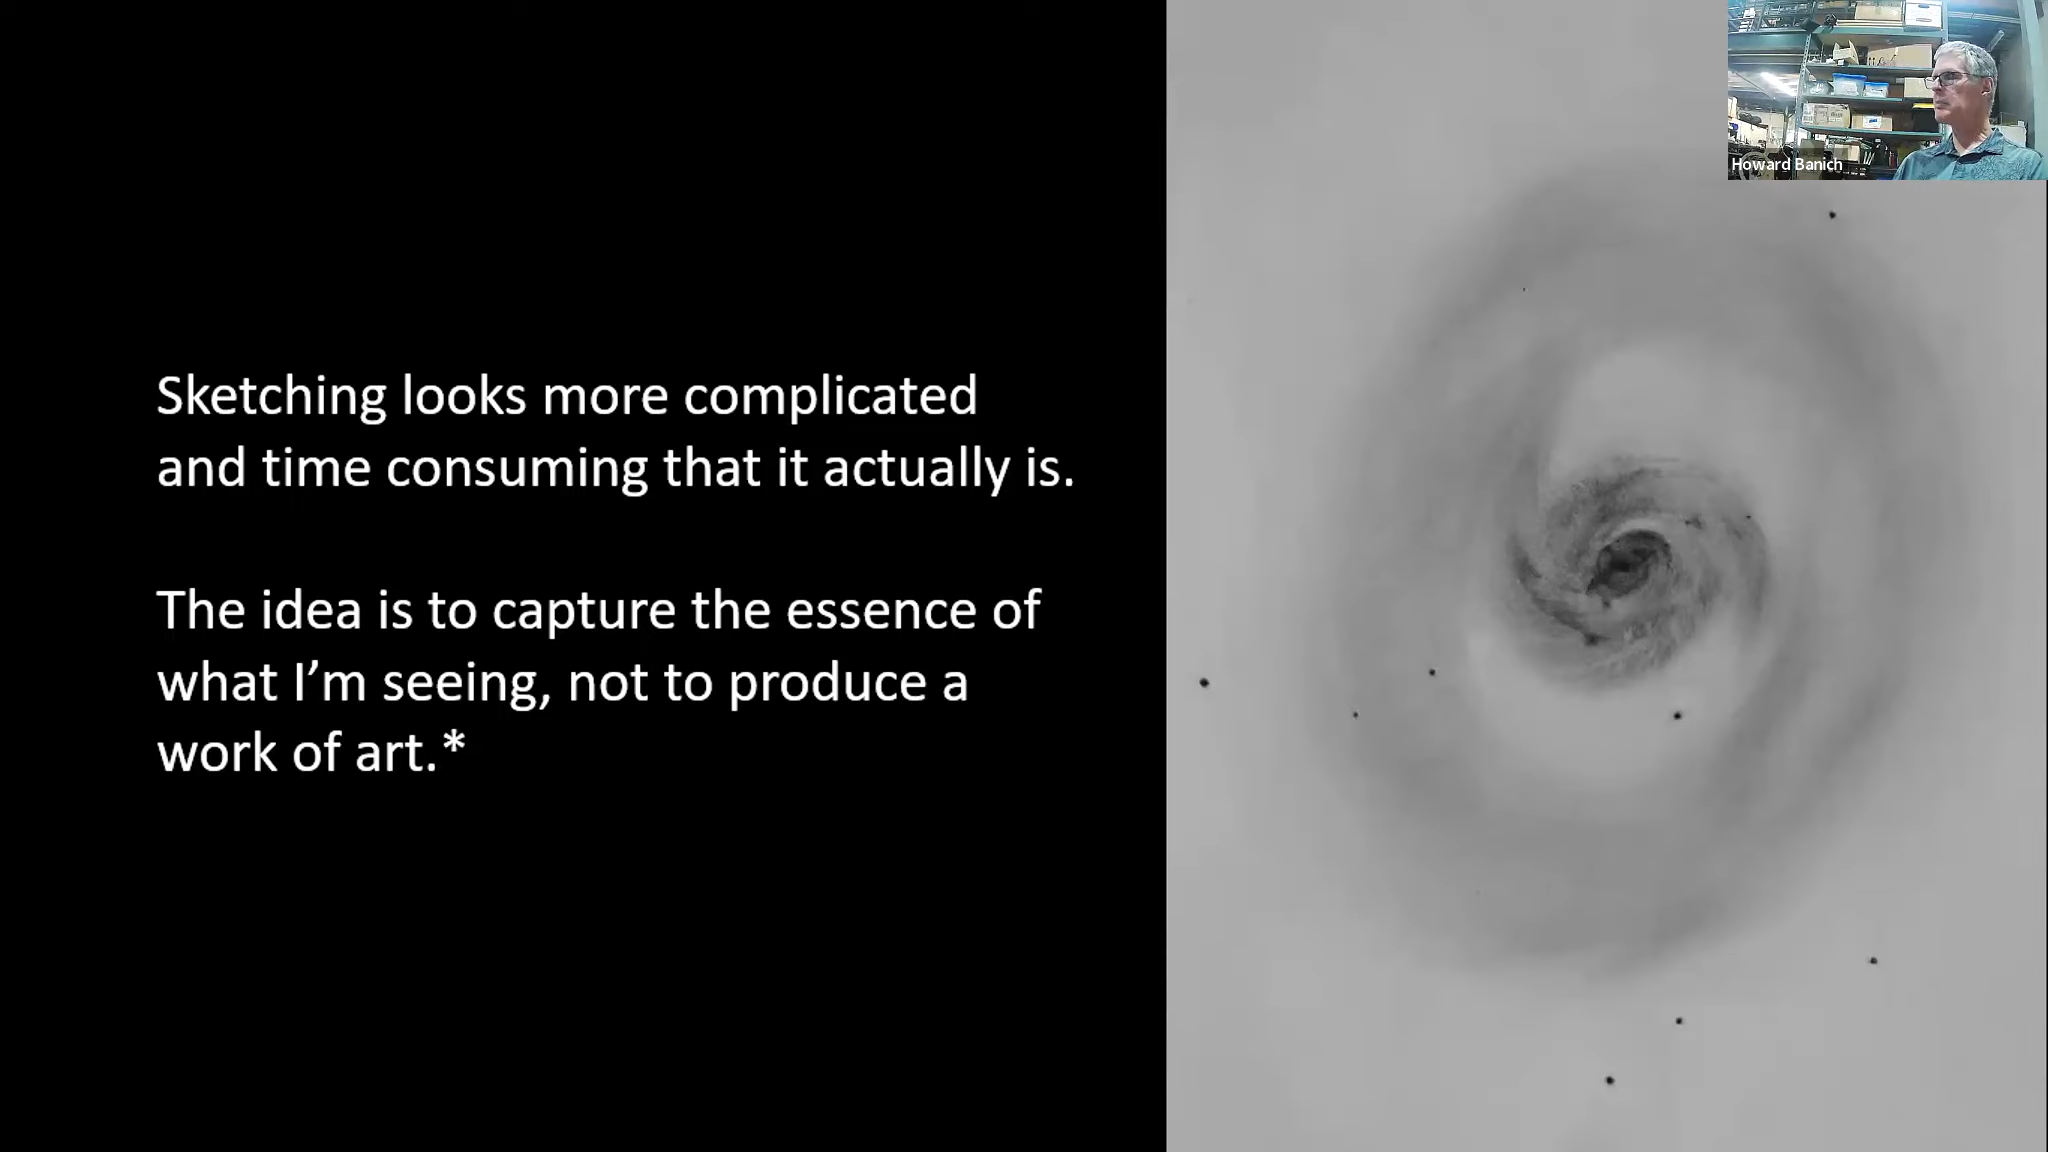 Howard Banich
Sketching looks more complicated
and time consuming that it actually is.
The idea is to capture the essence of
what I’m seeing, not to produce a
work of art.*